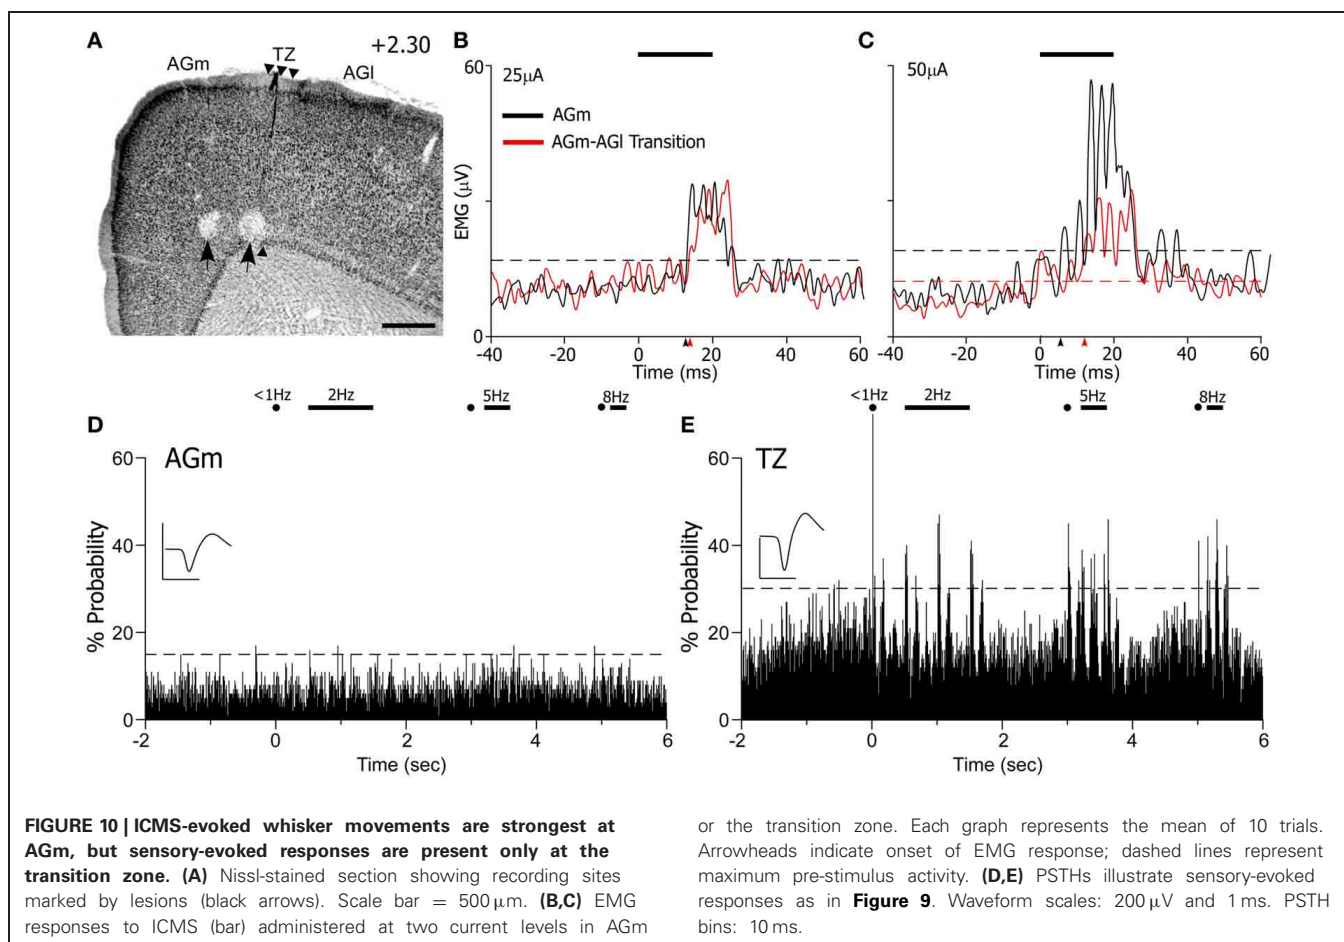 A
AGm
TZ
AGl
+2.30
B
60
25µA
AGm
AGm-AGl Transition
EMG (µV)
0
-40
-20
0
20
40
60
Time (ms)
C
50µA
-40
-20
0
20
40
60
Time (ms)
<1Hz
2Hz
5Hz
8Hz
D
AGm
60
40
20
0
% Probability
-2
0
2
4
6
Time (sec)
<1Hz
2Hz
5Hz
8Hz
E
TZ
60
40
20
0
% Probability
-2
0
2
4
6
Time (sec)
FIGURE 10 | ICMS-evoked whisker movements are strongest at
AGm, but sensory-evoked responses are present only at the
transition zone. (A) Nissl-stained section showing recording sites
marked by lesions (black arrows). Scale bar = 500 µm. (B,C) EMG
responses to ICMS (bar) administered at two current levels in AGm
or the transition zone. Each graph represents the mean of 10 trials.
Arrowheads indicate onset of EMG response; dashed lines represent
maximum pre-stimulus activity. (D,E) PSTHs illustrate sensory-evoked
responses as in Figure 9. Waveform scales: 200 µV and 1 ms. PSTH
bins: 10 ms.